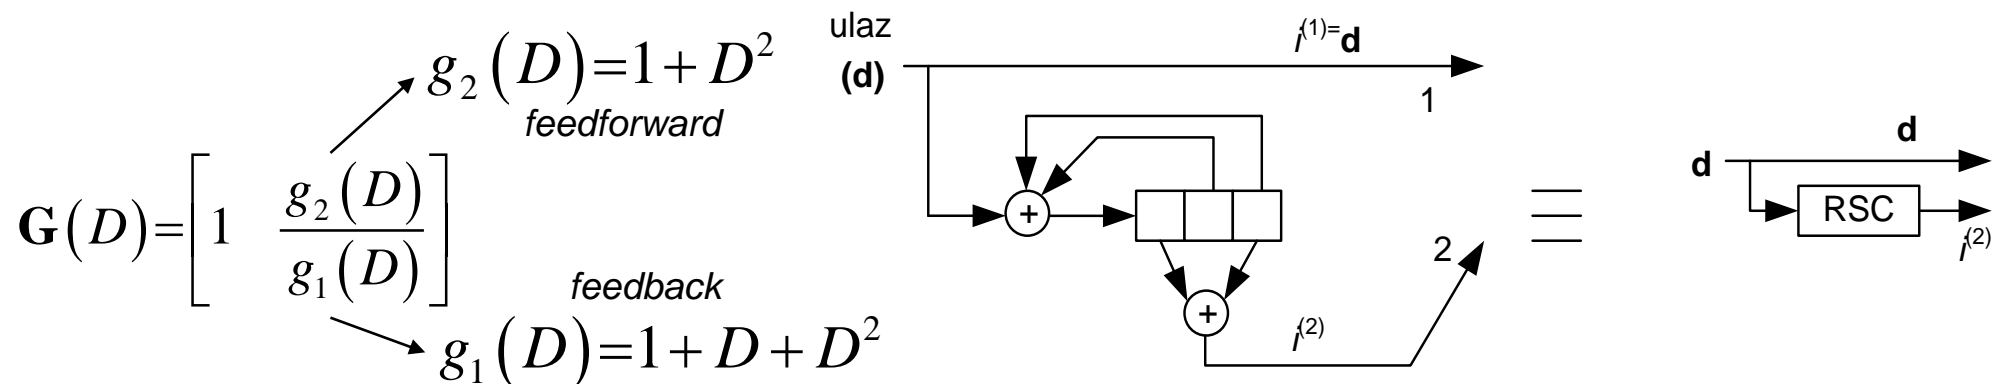 G(D)=[1 g₂(D)/g₁(D)]
g₂(D)=1+D²
feedforward
feedback
g₁(D)=1+D+D²
ulaz
(d)
i⁽¹⁾⁼d
1
+
+
2
i⁽²⁾
≡
d
d
RSC
i⁽²⁾